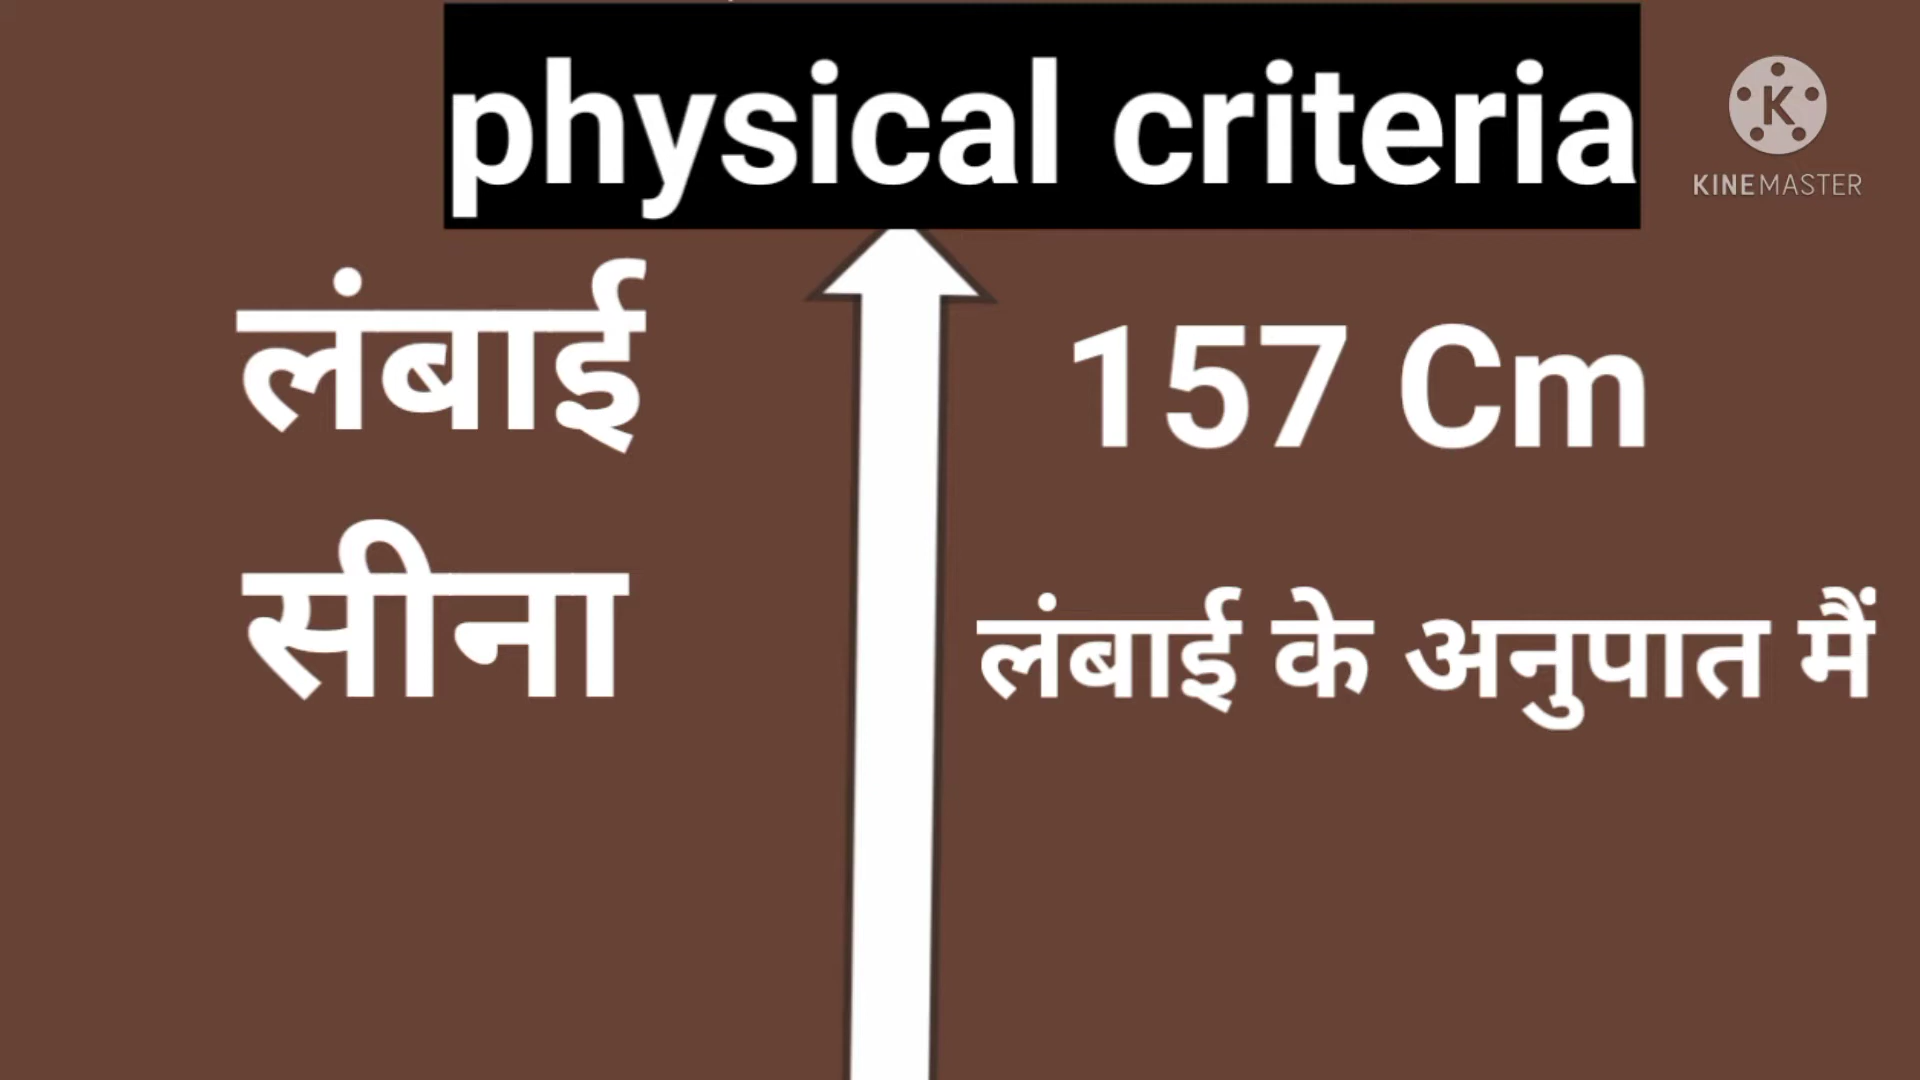 physical criteria
KINEMASTER
लंबाई 157 Cm
सीना लंबाई के अनुपात मैं